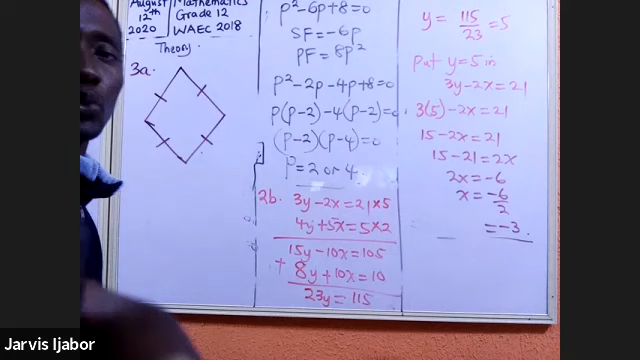 August
12th
2020
Mathematics
Grade 12
WAEC 2018
Theory
3a.
p²-6p+8=0
SF=-6p
PF=8p²
p²-2p-4p+8=0
p(p-2)-4(p-2)=0
(p-2)(p-4)=0
p=2 or 4
2b. 3y-2x=21×5
4y+5x=5×2
15y-10x=105
+ 8y+10x=10
23y=115
y=115/23=5
put y=5 in
3y-2x=21
3(5)-2x=21
15-2x=21
15-21=2x
2x=-6
x=-6/2
=-3.
Jarvis Ijabor